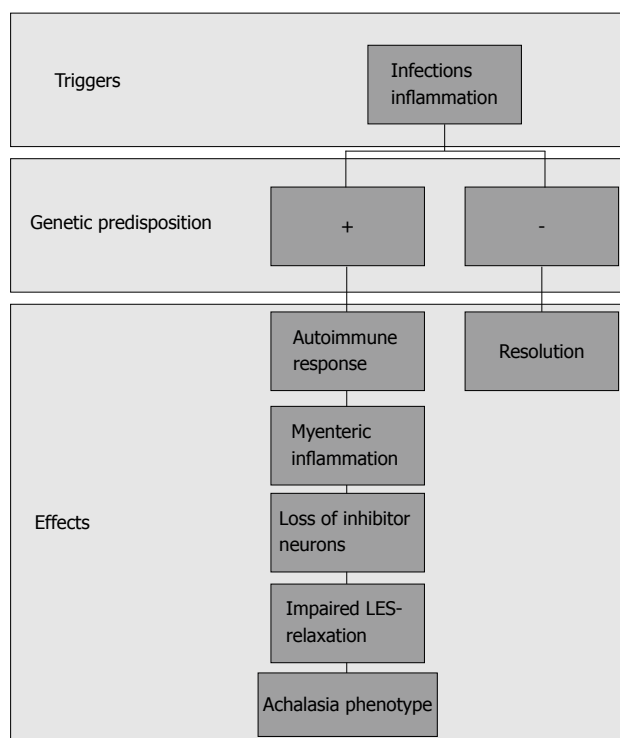 Triggers
Infections
inflammation
Genetic predisposition
+
-
Effects
Autoimmune
response
Resolution
Myenteric
inflammation
Loss of inhibitor
neurons
Impaired LES-
relaxation
Achalasia phenotype